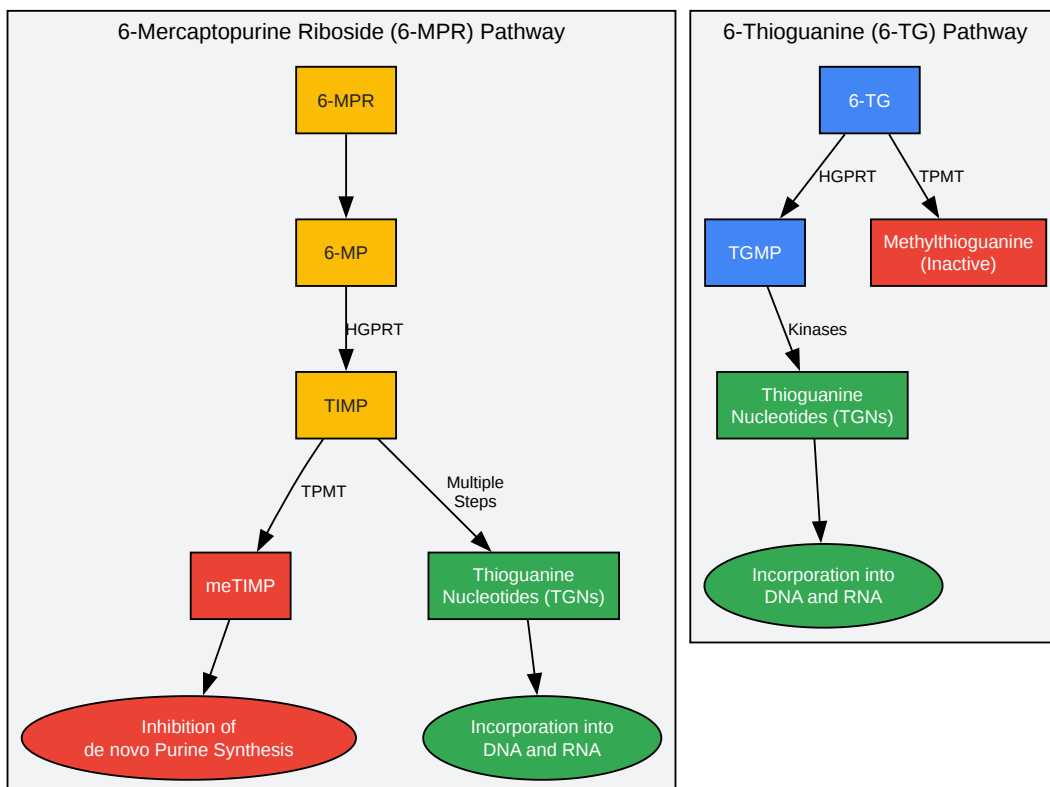 6-Mercaptopurine Riboside (6-MPR) Pathway
6-MPR
6-MP
HGPRT
TIMP
TPMT
Multiple
Steps
meTIMP
Thioguanine
Nucleotides (TGNs)
Inhibition of
de novo Purine Synthesis
Incorporation into
DNA and RNA
6-Thioguanine (6-TG) Pathway
6-TG
HGPRT
TPMT
TGMP
Methylthioguanine
(Inactive)
Kinases
Thioguanine
Nucleotides (TGNs)
Incorporation into
DNA and RNA